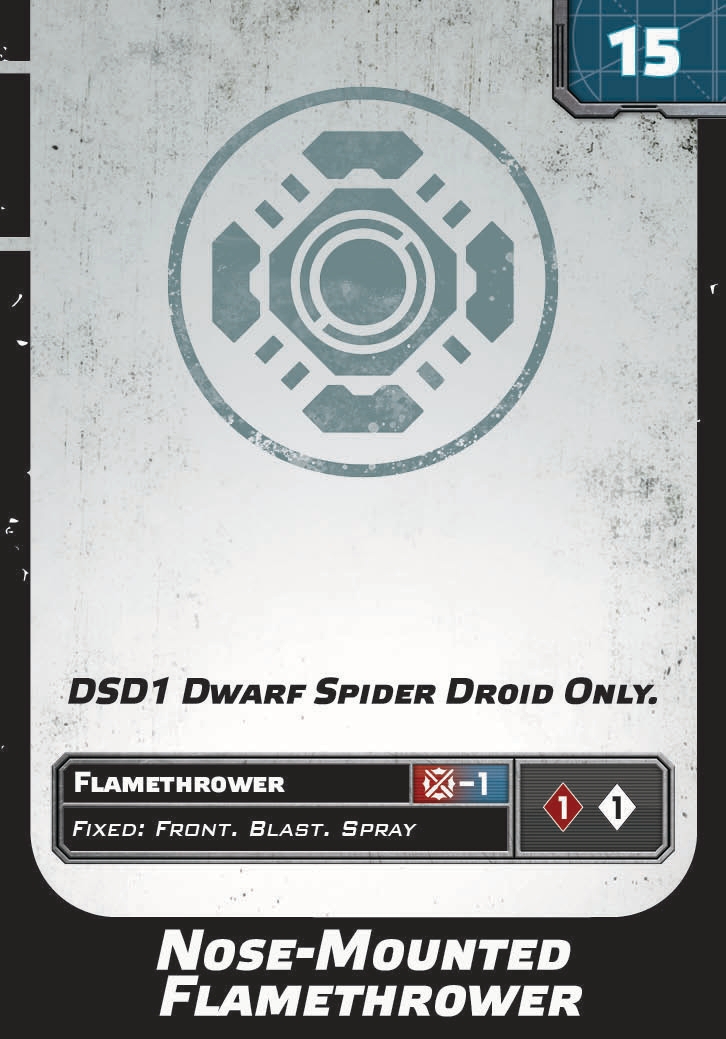 15
DSD1 Dwarf Spider Droid Only.
Flamethrower
-1
Fixed: Front. Blast. Spray
1 1
Nose-Mounted
Flamethrower